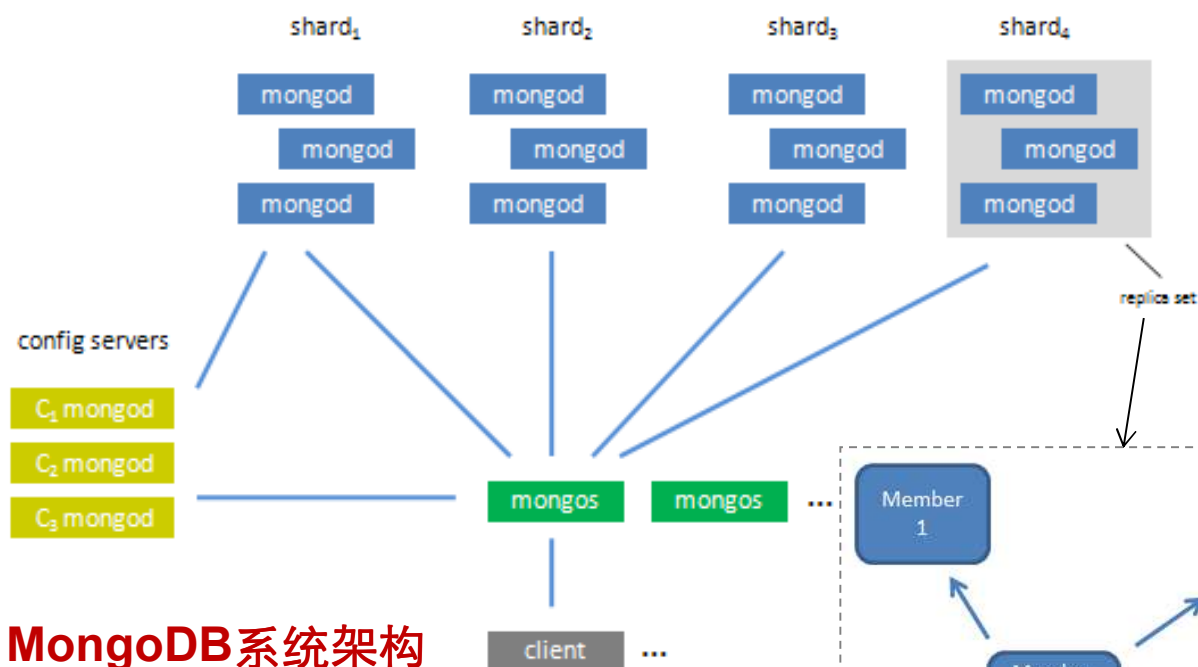 shard₁
shard₂
shard₃
shard₄
mongod
mongod
mongod
mongod
mongod
mongod
mongod
mongod
mongod
mongod
mongod
mongod
replica set
config servers
C₁ mongod
C₂ mongod
C₃ mongod
mongos
mongos
...
Member
1
MongoDB系统架构
client
...